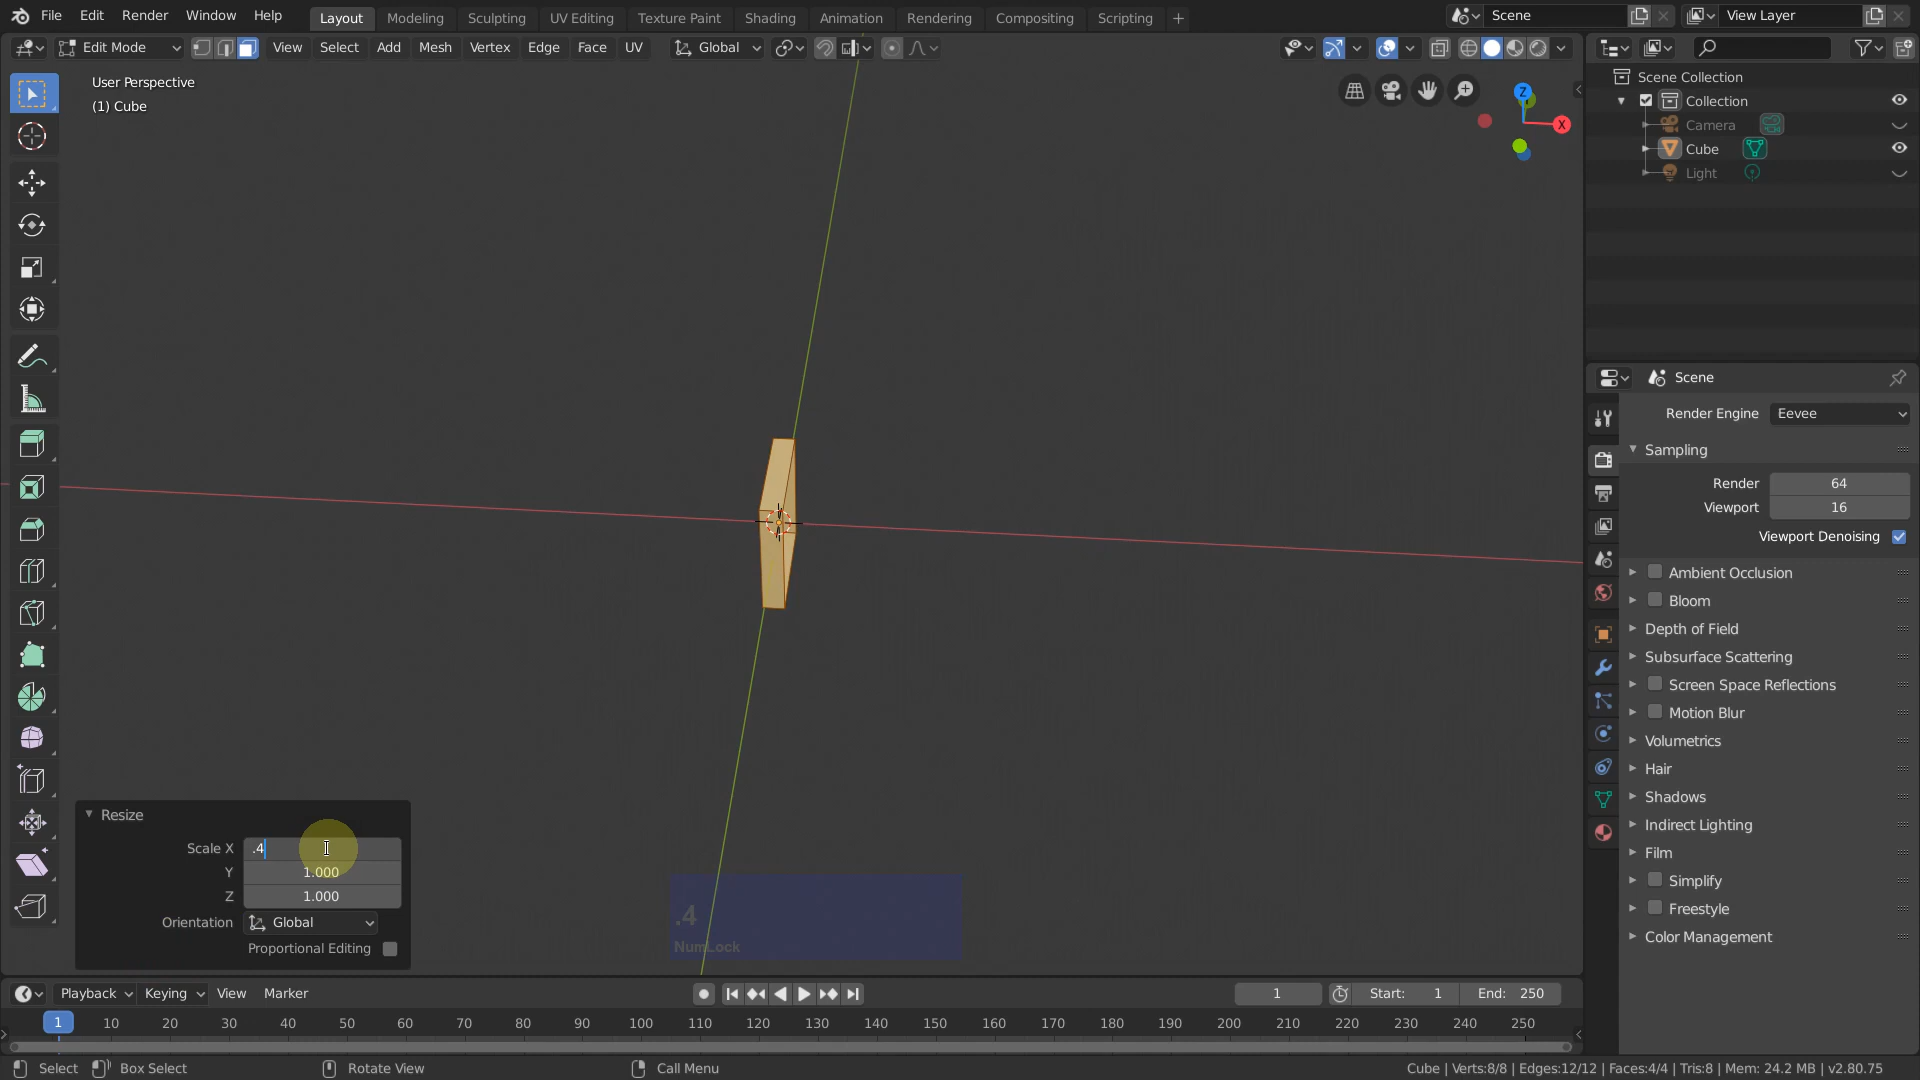 File Edit Render Window Help Layout Modeling Sculpting UV Editing Texture Paint Shading Animation Rendering Compositing Scripting + Scene View Layer
Edit Mode View Select Add Mesh Vertex Edge Face UV Global
User Perspective
(1) Cube
Z
X
Scene Collection
Collection
Camera
Cube
Light
Scene
Render Engine Eevee
Sampling
Render 64
Viewport 16
Viewport Denoising
Ambient Occlusion
Bloom
Depth of Field
Subsurface Scattering
Screen Space Reflections
Motion Blur
Volumetrics
Hair
Shadows
Indirect Lighting
Film
Simplify
Freestyle
Color Management
Resize
Scale X .4
Y 1.000
Z 1.000
Orientation Global
Proportional Editing
.4
NumLock
Playback Keying View Marker 1 Start: 1 End: 250
1 10 20 30 40 50 60 70 80 90 100 110 120 130 140 150 160 170 180 190 200 210 220 230 240 250
Select Box Select Rotate View Call Menu Cube | Verts:8/8 | Edges:12/12 | Faces:4/4 | Tris:8 | Mem: 24.2 MB | v2.80.75